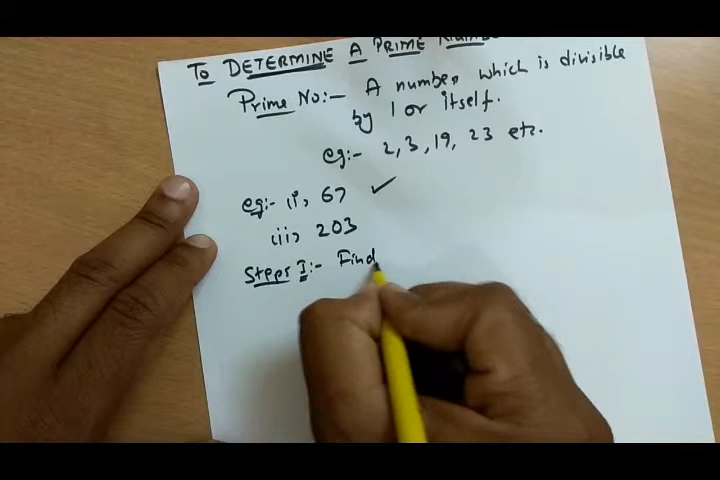 TO DETERMINE A PRIME NUMBE
Prime No:- A number, which is divisible
by 1 or itself.
eg:- 2, 3, 19, 23 etc.
eg:- (i), 67 ✓
(ii), 203
Steps I:- Find